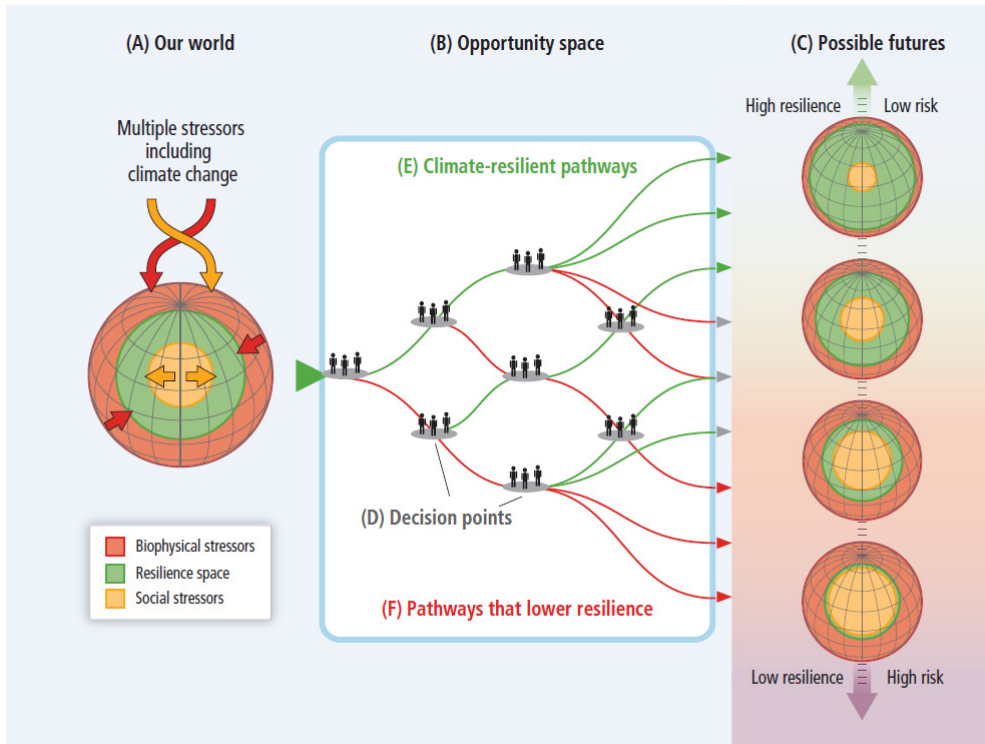 (A) Our world
(B) Opportunity space
(C) Possible futures
Multiple stressors
including
climate change
Biophysical stressors
Resilience space
Social stressors
(E) Climate-resilient pathways
(D) Decision points
(F) Pathways that lower resilience
High resilience
Low risk
Low resilience
High risk